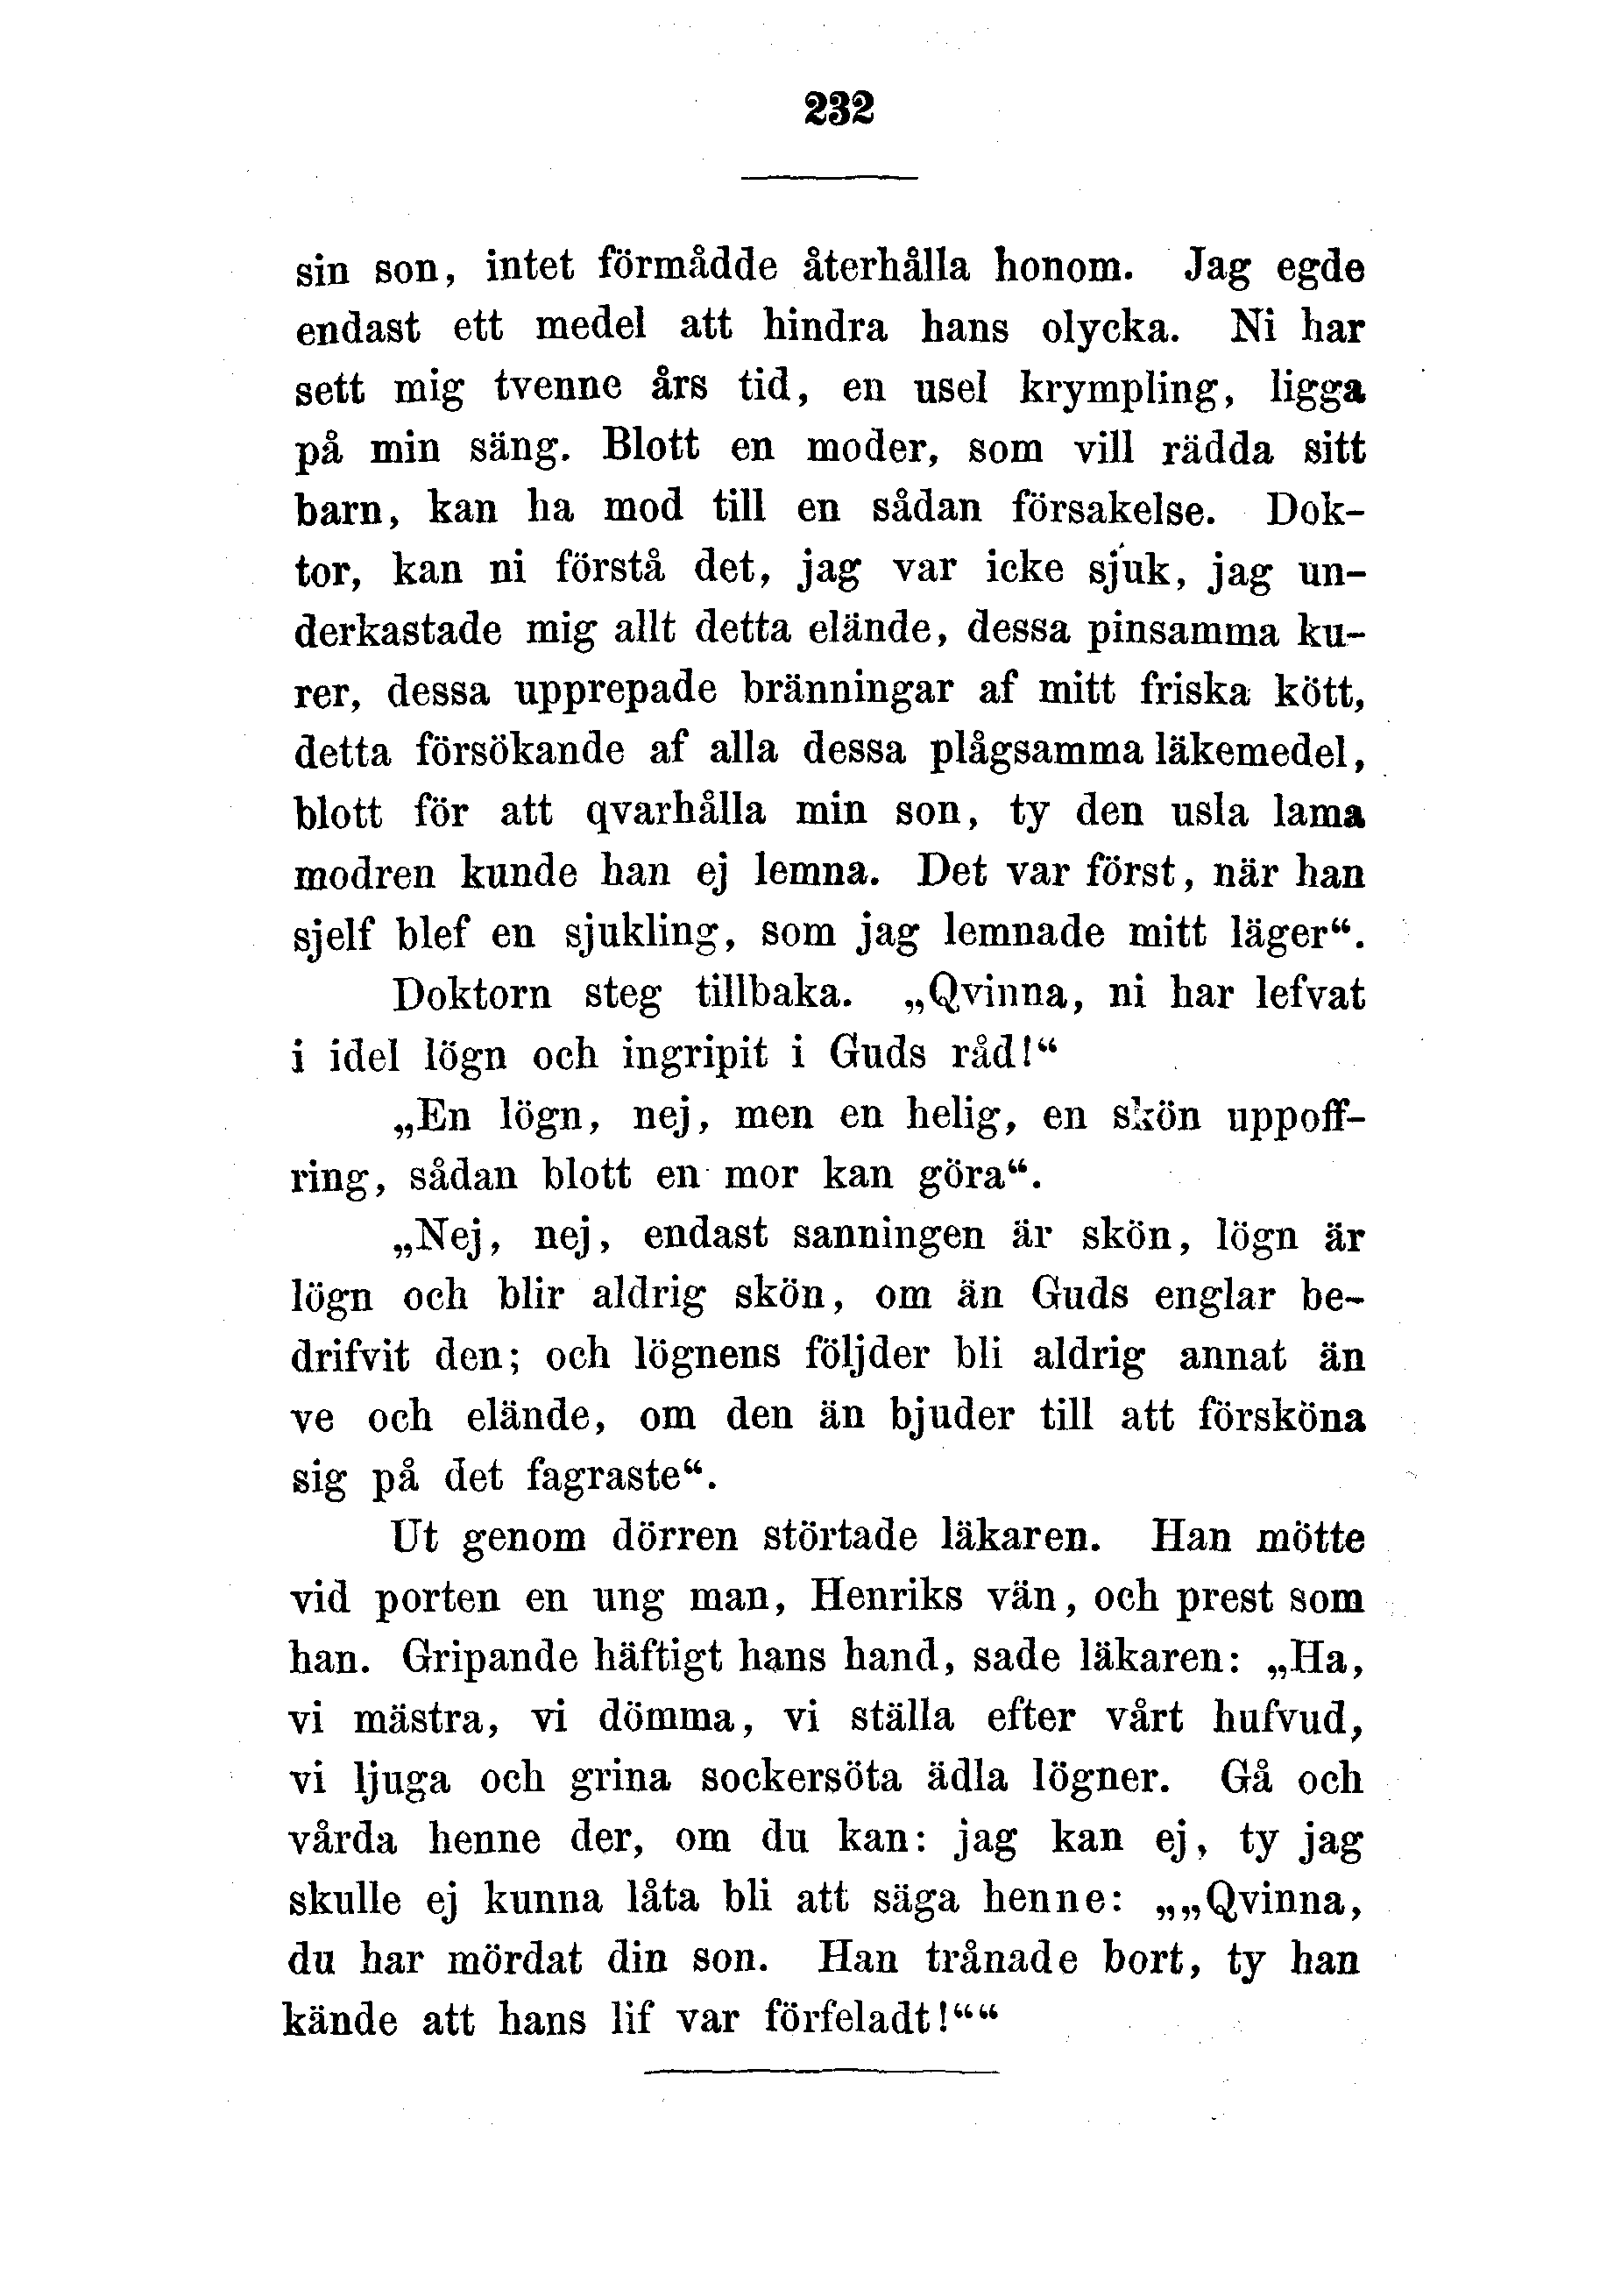 232
sin son, intet förmådde återhålla honom. Jag egde
endast ett medel att hindra hans olycka. Ni har
sett mig tvenne års tid, en usel krympling, ligga
på min säng. Blott en moder, som vill rädda sitt
barn, kan ha mod till en sådan försakelse. Dok-
tor, kan ni förstå det, jag var icke sjuk, jag un-
derkastade mig allt detta elände, dessa pinsamma ku-
rer, dessa upprepade bränningar af mitt friska kött,
detta försökande af alla dessa plågsamma läkemedel,
blott för att qvarhålla min son, ty den usla lama
modren kunde han ej lemna. Det var först, när han
sjelf blef en sjukling, som jag lemnade mitt läger“.
Doktorn steg tillbaka. „Qvinna, ni har lefvat
i idel lögn och ingripit i Guds råd!“
„En lögn, nej, men en helig, en skön uppoff-
ring, sådan blott en mor kan göra“.
„Nej, nej, endast sanningen är skön, lögn är
lögn och blir aldrig skön, om än Guds englar be-
drifvit den; och lögnens följder bli aldrig annat än
ve och elände, om den än bjuder till att försköna
sig på det fagraste“.
Ut genom dörren störtade läkaren. Han mötte
vid porten en ung man, Henriks vän, och prest som
han. Gripande häftigt hans hand, sade läkaren: „Ha,
vi mästra, vi dömma, vi ställa efter vårt hufvud,
vi ljuga och grina sockersöta ädla lögner. Gå och
vårda henne der, om du kan: jag kan ej, ty jag
skulle ej kunna låta bli att säga henne: „„Qvinna,
du har mördat din son. Han trånade bort, ty han
kände att hans lif var förfeladt!““